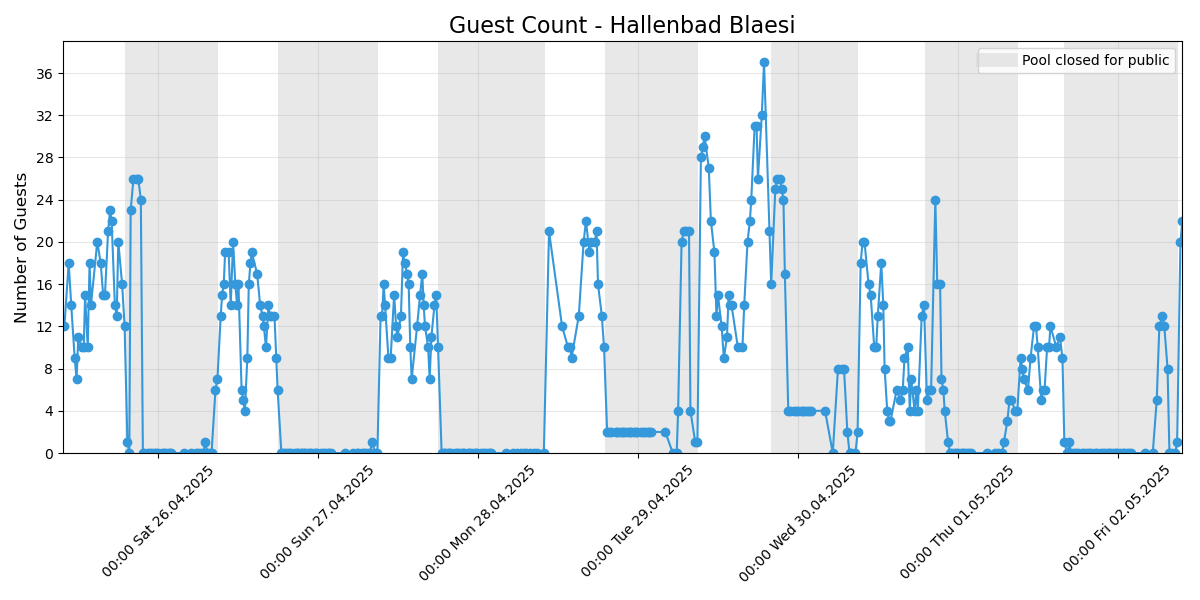 Guest Count - Hallenbad Blaesi
Pool closed for public
Number of Guests
36
32
28
24
20
16
12
8
4
0
00:00 Sat 26.04.2025
00:00 Sun 27.04.2025
00:00 Mon 28.04.2025
00:00 Tue 29.04.2025
00:00 Wed 30.04.2025
00:00 Thu 01.05.2025
00:00 Fri 02.05.2025